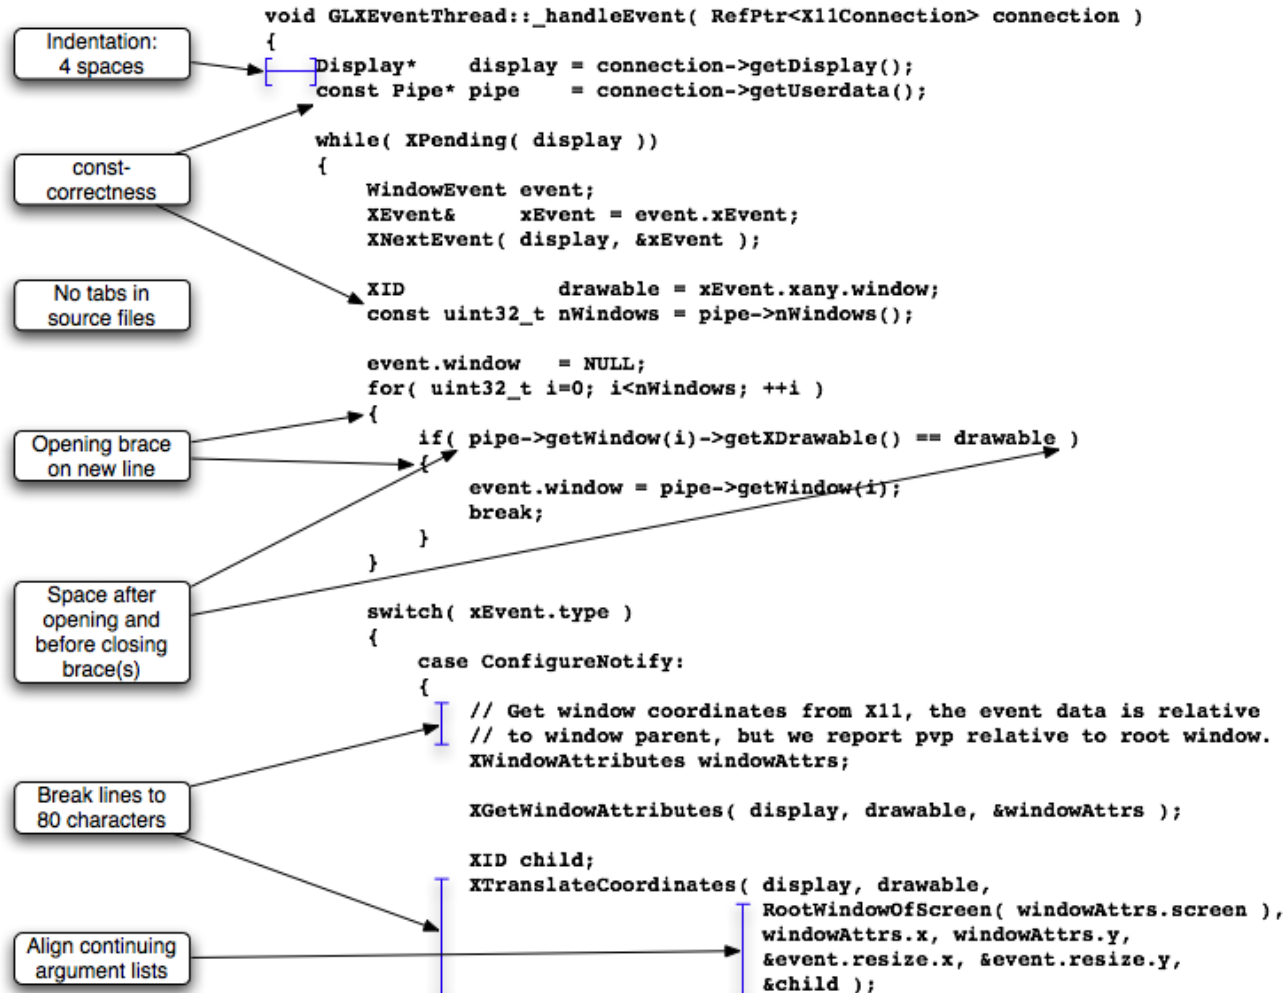 void GLXEventThread::_handleEvent( RefPtr<X11Connection> connection )
{
Indentation:
4 spaces
    Display*    display = connection->getDisplay();
    const Pipe* pipe    = connection->getUserdata();
    while( XPending( display ))
    {
const-
correctness
        WindowEvent event;
        XEvent&     xEvent = event.xEvent;
        XNextEvent( display, &xEvent );
No tabs in
source files
        XID            drawable = xEvent.xany.window;
        const uint32_t nWindows = pipe->nWindows();
        event.window   = NULL;
        for( uint32_t i=0; i<nWindows; ++i )
        {
Opening brace
on new line
            if( pipe->getWindow(i)->getXDrawable() == drawable )
            {
                event.window = pipe->getWindow(i);
                break;
            }
        }
Space after
opening and
before closing
brace(s)
        switch( xEvent.type )
        {
            case ConfigureNotify:
            {
                // Get window coordinates from X11, the event data is relative
                // to window parent, but we report pvp relative to root window.
                XWindowAttributes windowAttrs;
Break lines to
80 characters
                XGetWindowAttributes( display, drawable, &windowAttrs );
                XID child;
                XTranslateCoordinates( display, drawable,
                                       RootWindowOfScreen( windowAttrs.screen ),
                                       windowAttrs.x, windowAttrs.y,
                                       &event.resize.x, &event.resize.y,
                                       &child );
Align continuing
argument lists